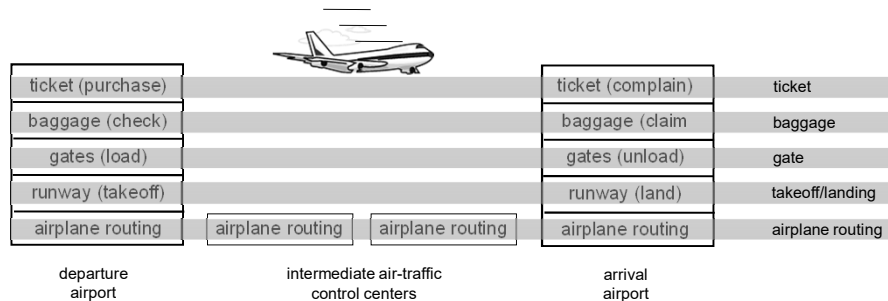 ticket (purchase) ticket (complain) ticket
baggage (check) baggage (claim baggage
gates (load) gates (unload) gate
runway (takeoff) runway (land) takeoff/landing
airplane routing airplane routing airplane routing airplane routing airplane routing
departure
airport
intermediate air-traffic
control centers
arrival
airport